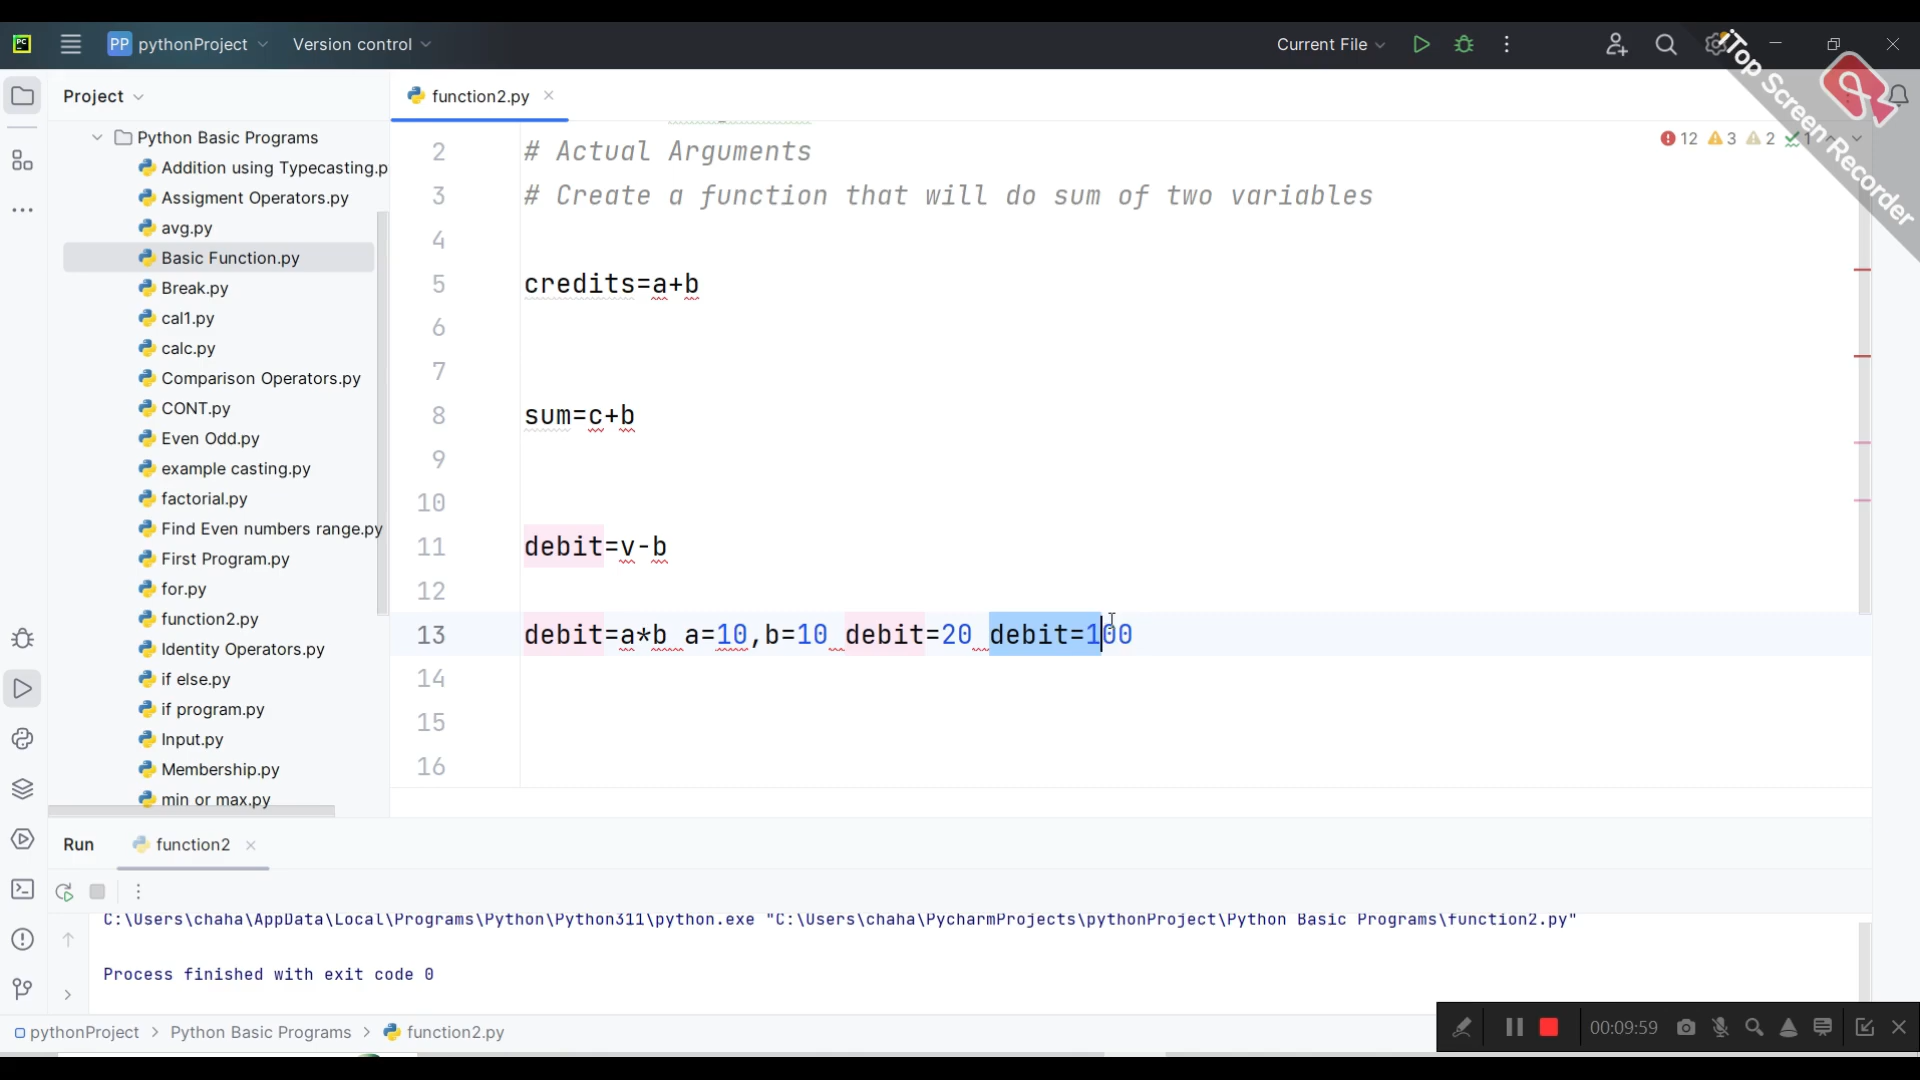 PC
PP pythonProject
Version control
Current File
iTop Screen Recorder
Project
function2.py
12 3 2 1
Python Basic Programs
Addition using Typecasting.p
Assigment Operators.py
avg.py
Basic Function.py
Break.py
cal1.py
calc.py
Comparison Operators.py
CONT.py
Even Odd.py
example casting.py
factorial.py
Find Even numbers range.py
First Program.py
for.py
function2.py
Identity Operators.py
if else.py
if program.py
Input.py
Membership.py
min or max.py
2 # Actual Arguments
3 # Create a function that will do sum of two variables
4
5 credits=a+b
6
7
8 sum=c+b
9
10
11 debit=v-b
12
13 debit=a*b a=10,b=10 debit=20 debit=100
14
15
16
Run
function2
C:\Users\chaha\AppData\Local\Programs\Python\Python311\python.exe "C:\Users\chaha\PycharmProjects\pythonProject\Python Basic Programs\function2.py"
Process finished with exit code 0
pythonProject > Python Basic Programs > function2.py
00:09:59